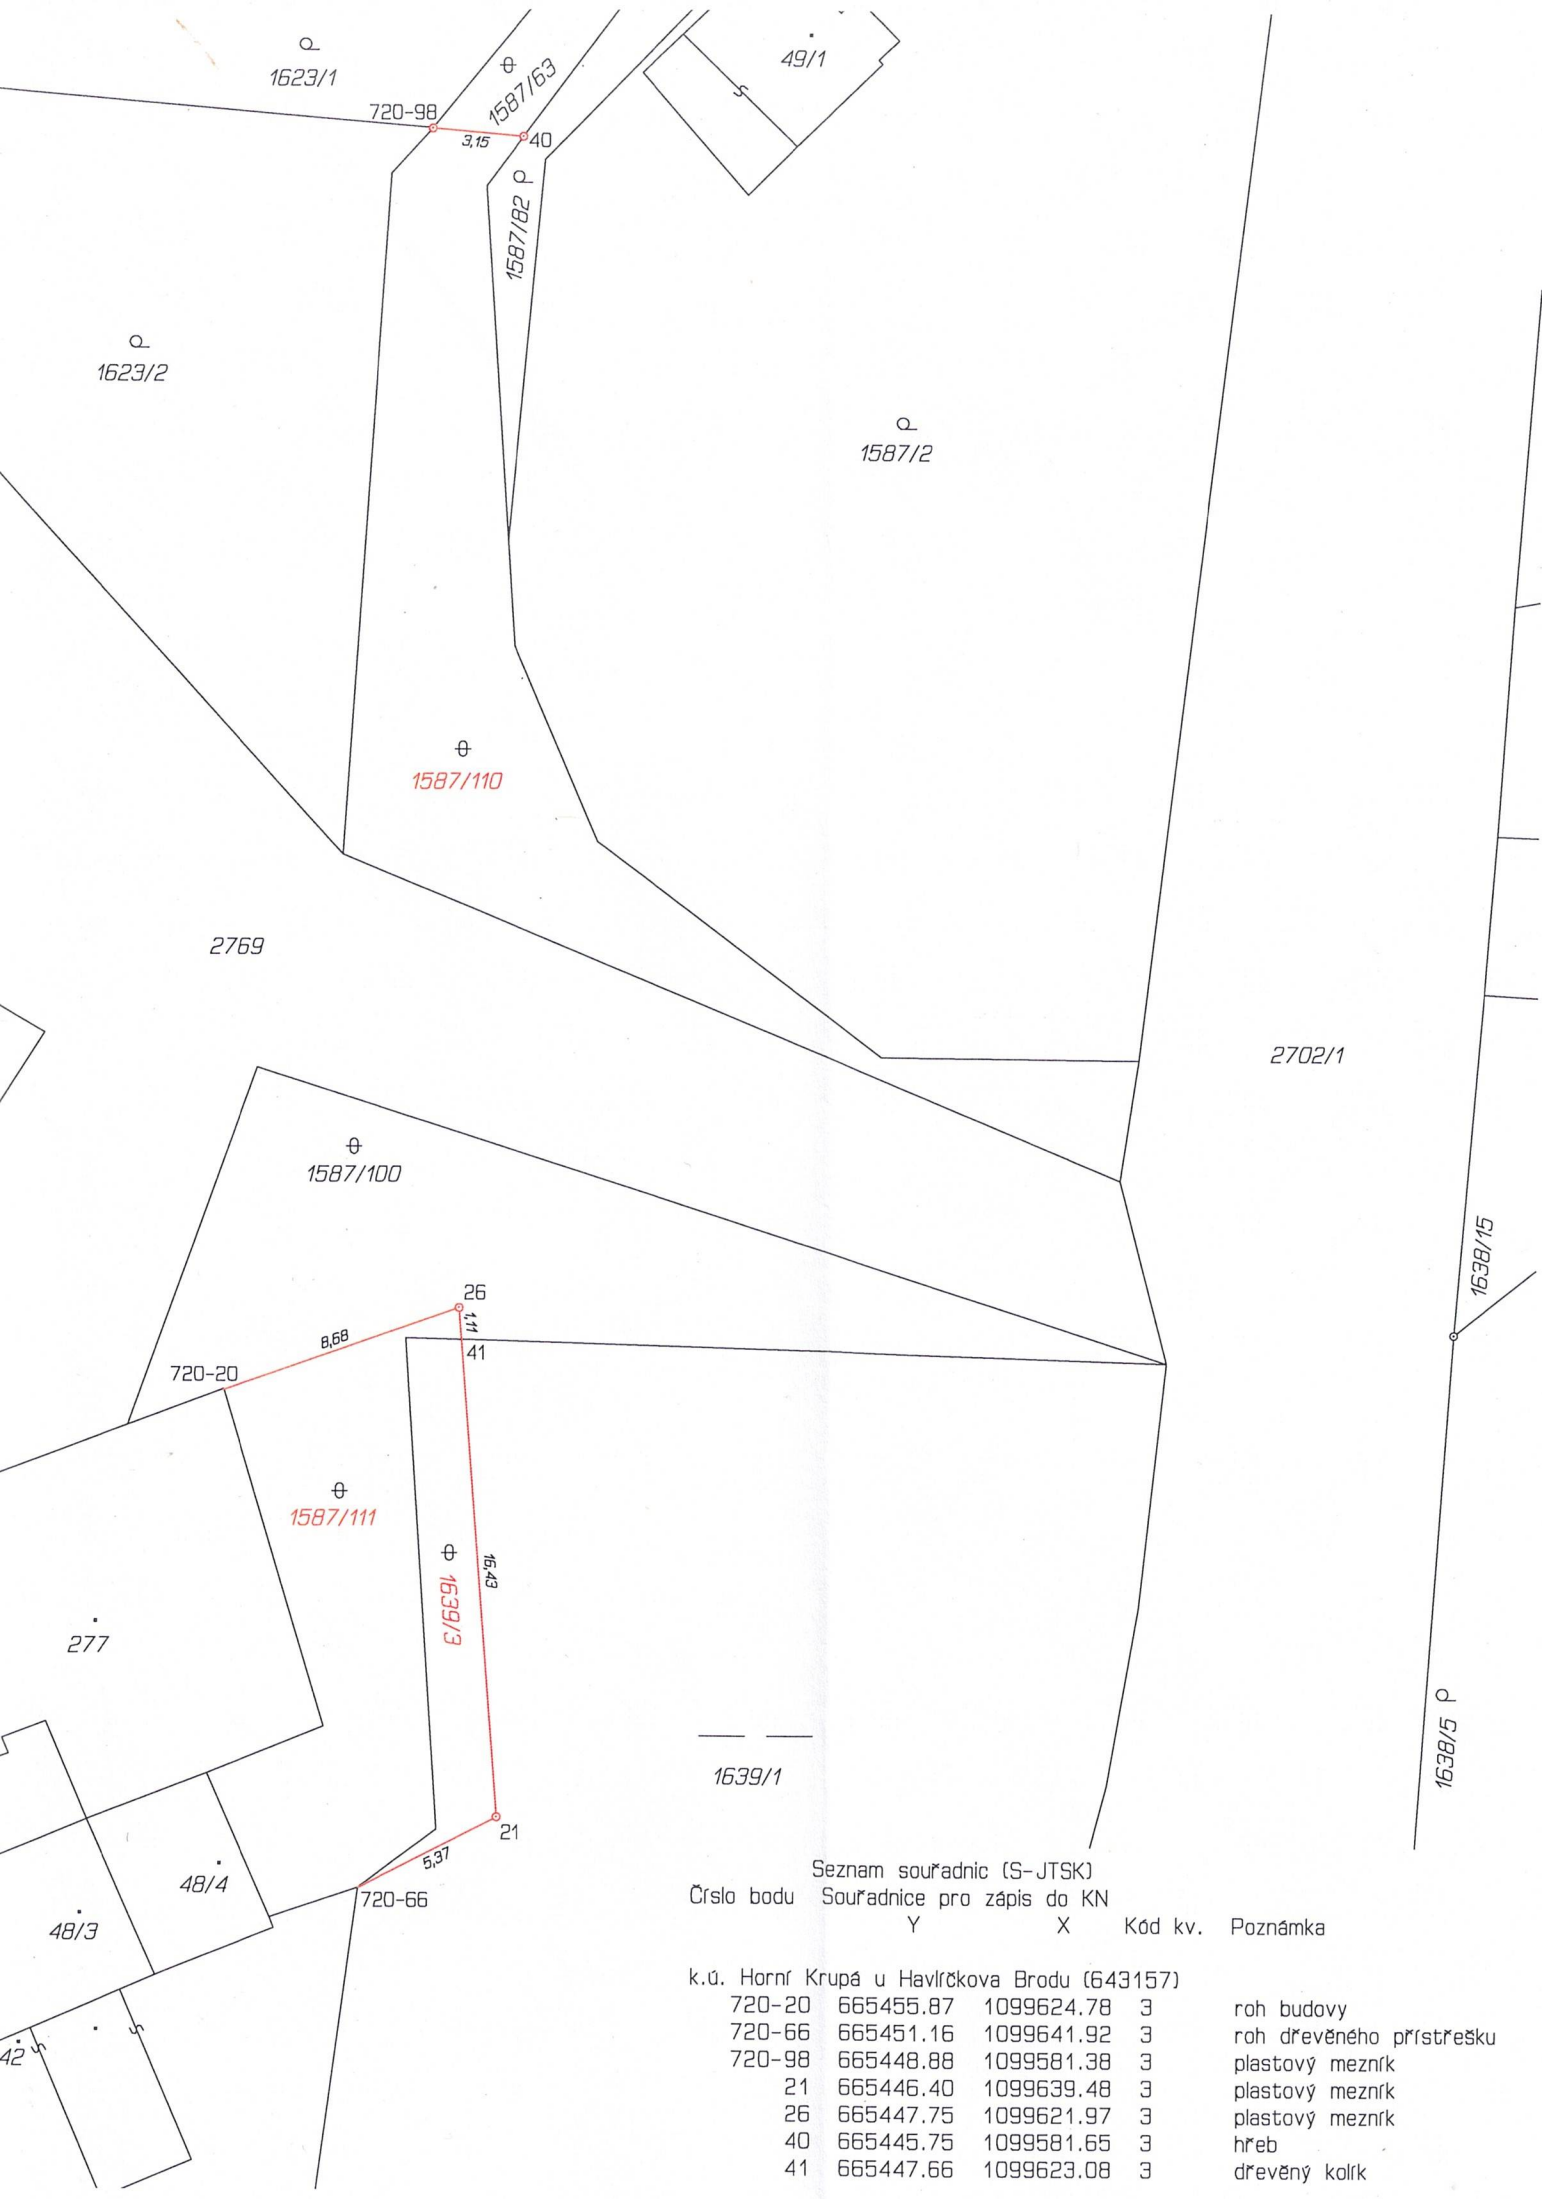 1623/1
1587/63
49/1
720-98
3,15
40
1587/82
1623/2
1587/2
1587/110
2769
2702/1
1587/100
1638/15
26
1,11
8,68
41
720-20
1587/111
16,43
1639/3
277
1638/5
1639/1
21
5,37
48/4
720-66
48/3
42
Seznam souřadnic (S-JTSK)
Číslo bodu Souřadnice pro zápis do KN
Y X Kód kv. Poznámka
k.ú. Horní Krupá u Havlíčkova Brodu (643157)
720-20 665455.87 1099624.78 3 roh budovy
720-66 665451.16 1099641.92 3 roh dřevěného přístřešku
720-98 665448.88 1099581.38 3 plastový mezník
21 665446.40 1099639.48 3 plastový mezník
26 665447.75 1099621.97 3 plastový mezník
40 665445.75 1099581.65 3 hřeb
41 665447.66 1099623.08 3 dřevěný kolík